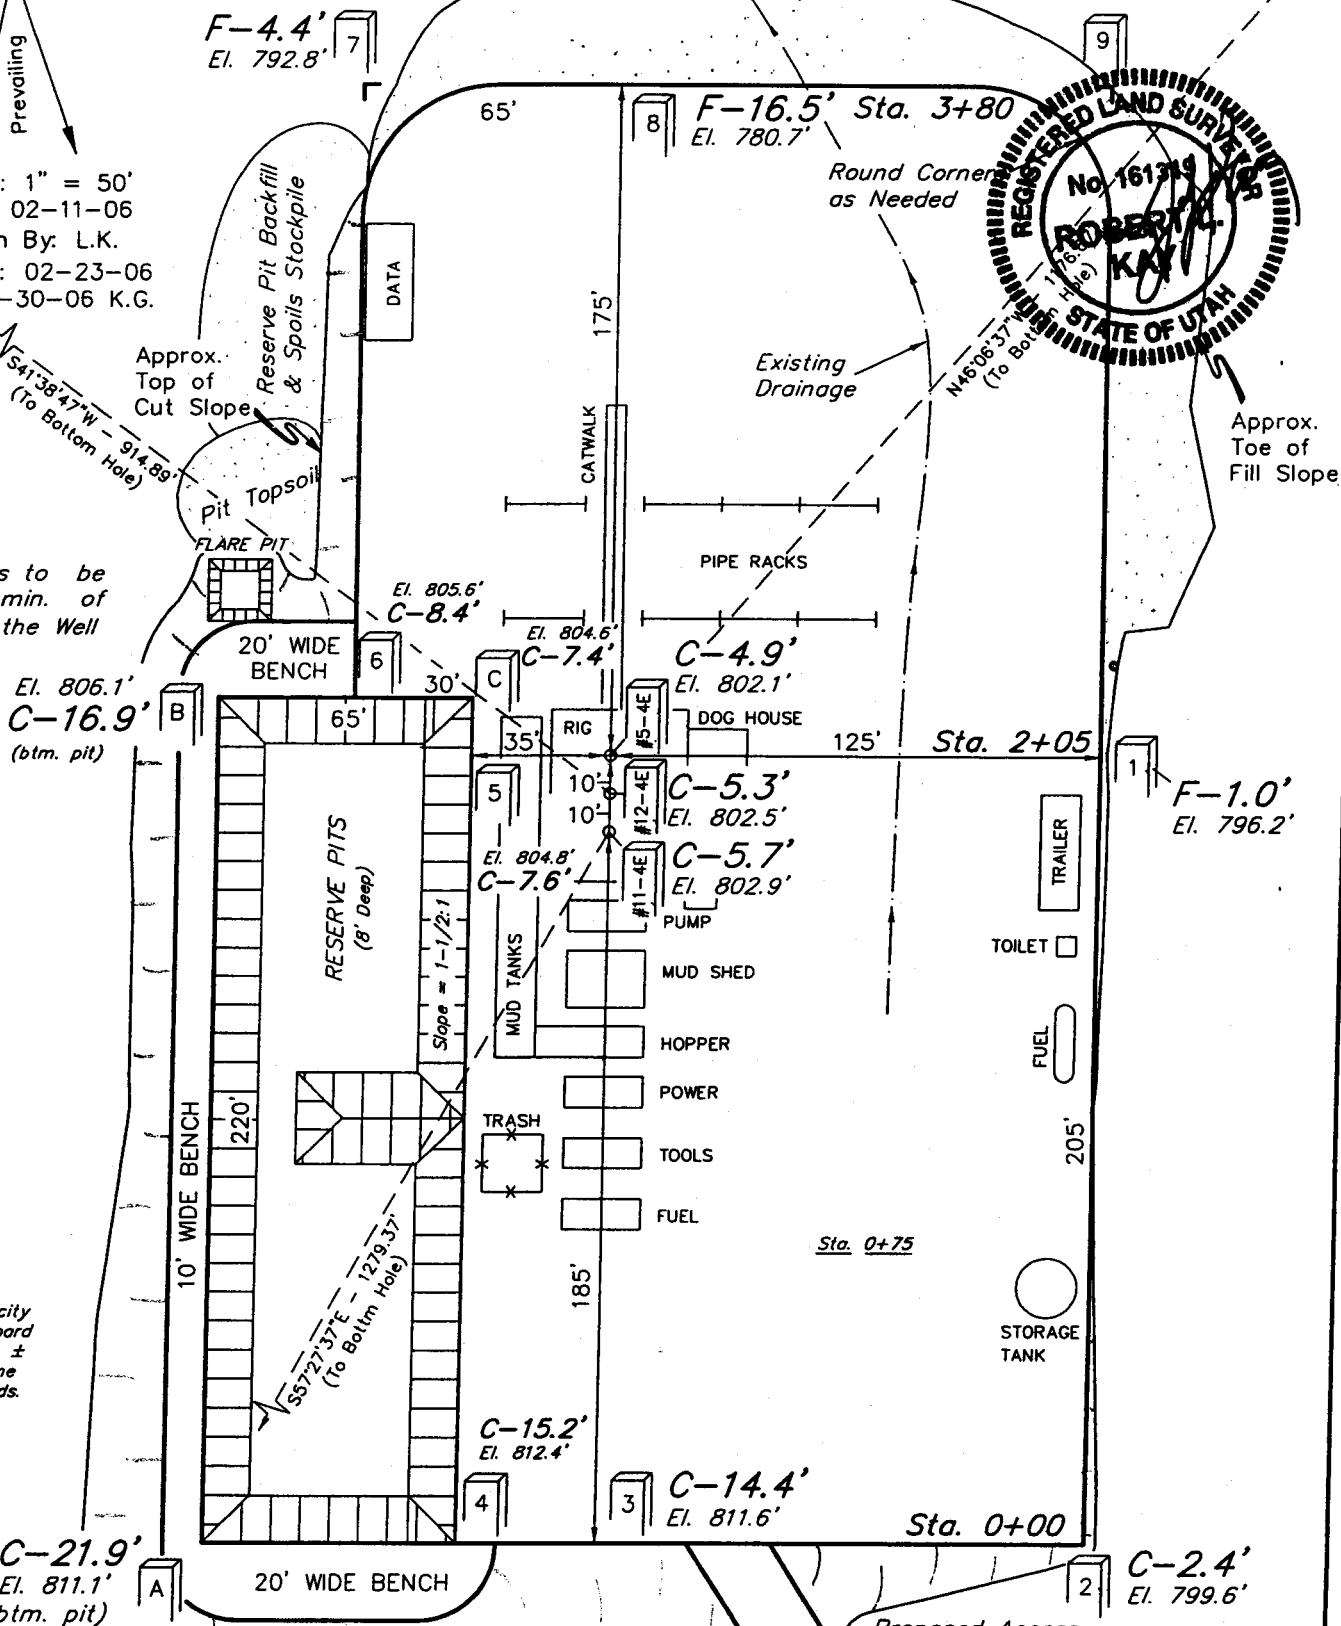 Prevailing
F-4.4'
El. 792.8'
7
9
65'
8
F-16.5'
El. 780.7'
Sta. 3+80
REGISTERED LAND SURVEYOR
No. 161319
ROBERT L.
KAY
STATE OF UTAH
: 1" = 50'
02-11-06
By: L.K.
: 02-23-06
-30-06 K.G.
Reserve Pit Backfill
& Spoils Stockpile
DATA
Round Corners
as Needed
175'
Approx.
Top of
Cut Slope
S41°38'47"W - 914.89'
(To Bottom Hole)
Existing
Drainage
N46°06'37"W
(To Bottom Hole)
Approx.
Toe of
Fill Slope
CATWALK
Pit Topsoil
FLARE PIT
PIPE RACKS
s to be
min. of
the Well
El. 805.6'
C-8.4'
20' WIDE
BENCH
6
30'
El. 804.6'
C-7.4'
C
C-4.9'
El. 802.1'
#5-4E
El. 806.1'
C-16.9'
(btm. pit)
B
65'
35'
RIG
DOG HOUSE
125'
Sta. 2+05
1
F-1.0'
El. 796.2'
5
10'
10'
#12-4E
C-5.3'
El. 802.5'
El. 804.8'
C-7.6'
#11-4E
C-5.7'
El. 802.9'
TRAILER
RESERVE PITS
(8' Deep)
Slope = 1-1/2:1
MUD TANKS
PUMP
MUD SHED
TOILET
HOPPER
FUEL
POWER
TRASH
TOOLS
FUEL
220'
10' WIDE BENCH
205'
185'
Sta. 0+75
S57°27'37"E - 1279.37'
(To Bottm Hole)
STORAGE
TANK
city
±
ds.
C-15.2'
El. 812.4'
4
3
C-14.4'
El. 811.6'
Sta. 0+00
C-21.9'
El. 811.1'
btm. pit)
A
20' WIDE BENCH
2
C-2.4'
El. 799.6'
Proposed Access